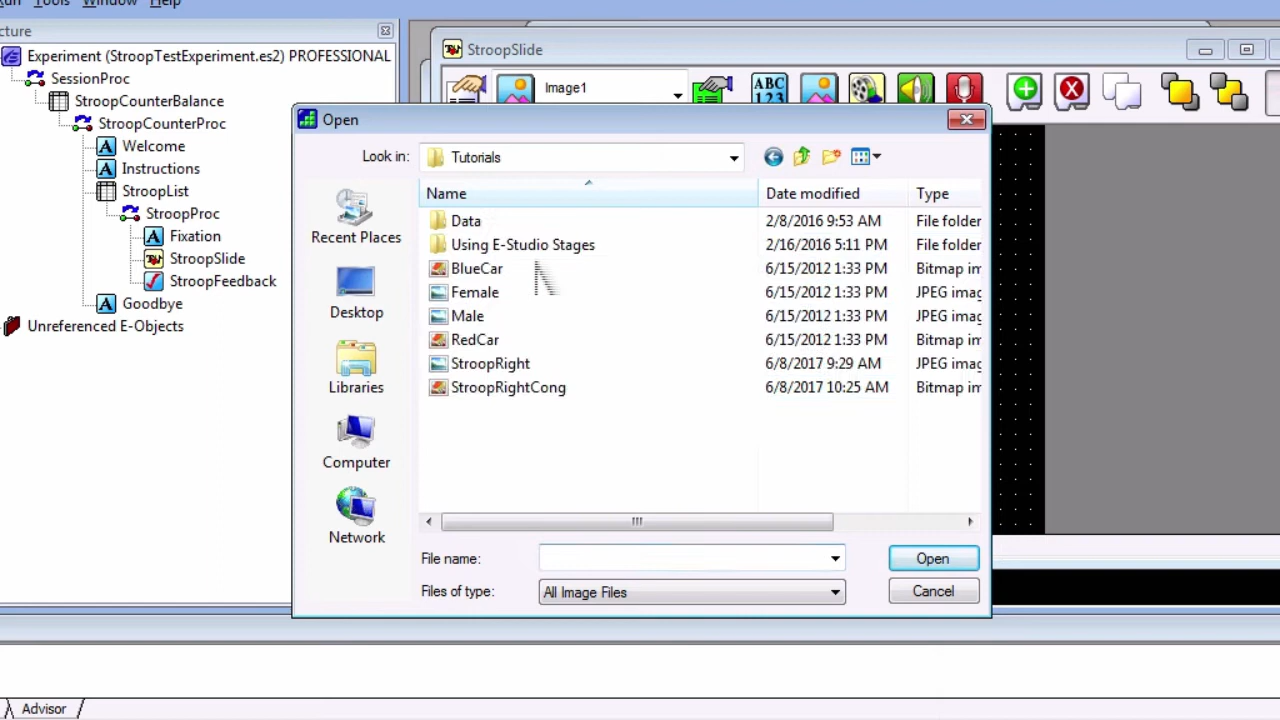 Run Tools Window Help
cture
Experiment (StroopTestExperiment.es2) PROFESSIONAL
SessionProc
StroopCounterBalance
StroopCounterProc
Welcome
Instructions
StroopList
StroopProc
Fixation
StroopSlide
StroopFeedback
Goodbye
Unreferenced E-Objects
StroopSlide
Image1
ABC
123
Open
Look in: Tutorials
Name Date modified Type
Data 2/8/2016 9:53 AM File folder
Using E-Studio Stages 2/16/2016 5:11 PM File folder
BlueCar 6/15/2012 1:33 PM Bitmap im
Female 6/15/2012 1:33 PM JPEG imag
Male 6/15/2012 1:33 PM JPEG imag
RedCar 6/15/2012 1:33 PM Bitmap im
StroopRight 6/8/2017 9:29 AM JPEG imag
StroopRightCong 6/8/2017 10:25 AM Bitmap im
Recent Places
Desktop
Libraries
Computer
Network
File name: Open
Files of type: All Image Files Cancel
Advisor